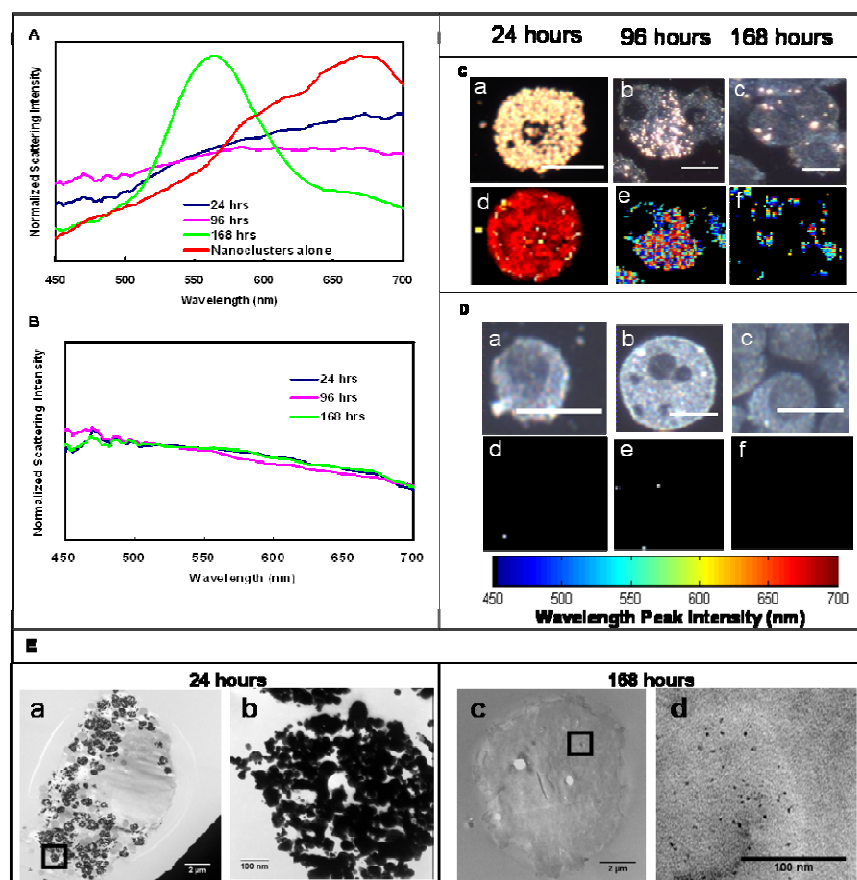 A
Normalized Scattering Intensity
24 hrs
96 hrs
168 hrs
Nanoclusters alone
450 500 550 600 650 700
Wavelength (nm)
B
Normalized Scattering Intensity
24 hrs
96 hrs
168 hrs
450 500 550 600 650 700
Wavelength (nm)
24 hours 96 hours 168 hours
C
a b c
d e f
D
a b c
d e f
450 500 550 600 650 700
Wavelength Peak Intensity (nm)
E
24 hours 168 hours
a b c d
2 µm 100 nm 2 µm 100 nm